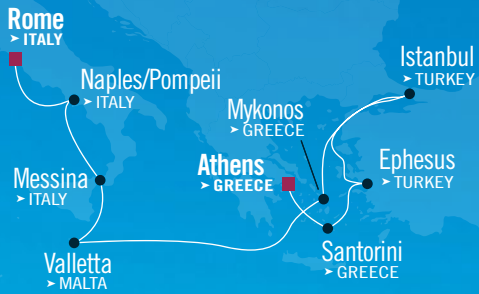 Rome
➤ ITALY
Naples/Pompeii
➤ ITALY
Messina
➤ ITALY
Valletta
➤ MALTA
Mykonos
➤ GREECE
Athens
➤ GREECE
Istanbul
➤ TURKEY
Ephesus
➤ TURKEY
Santorini
➤ GREECE